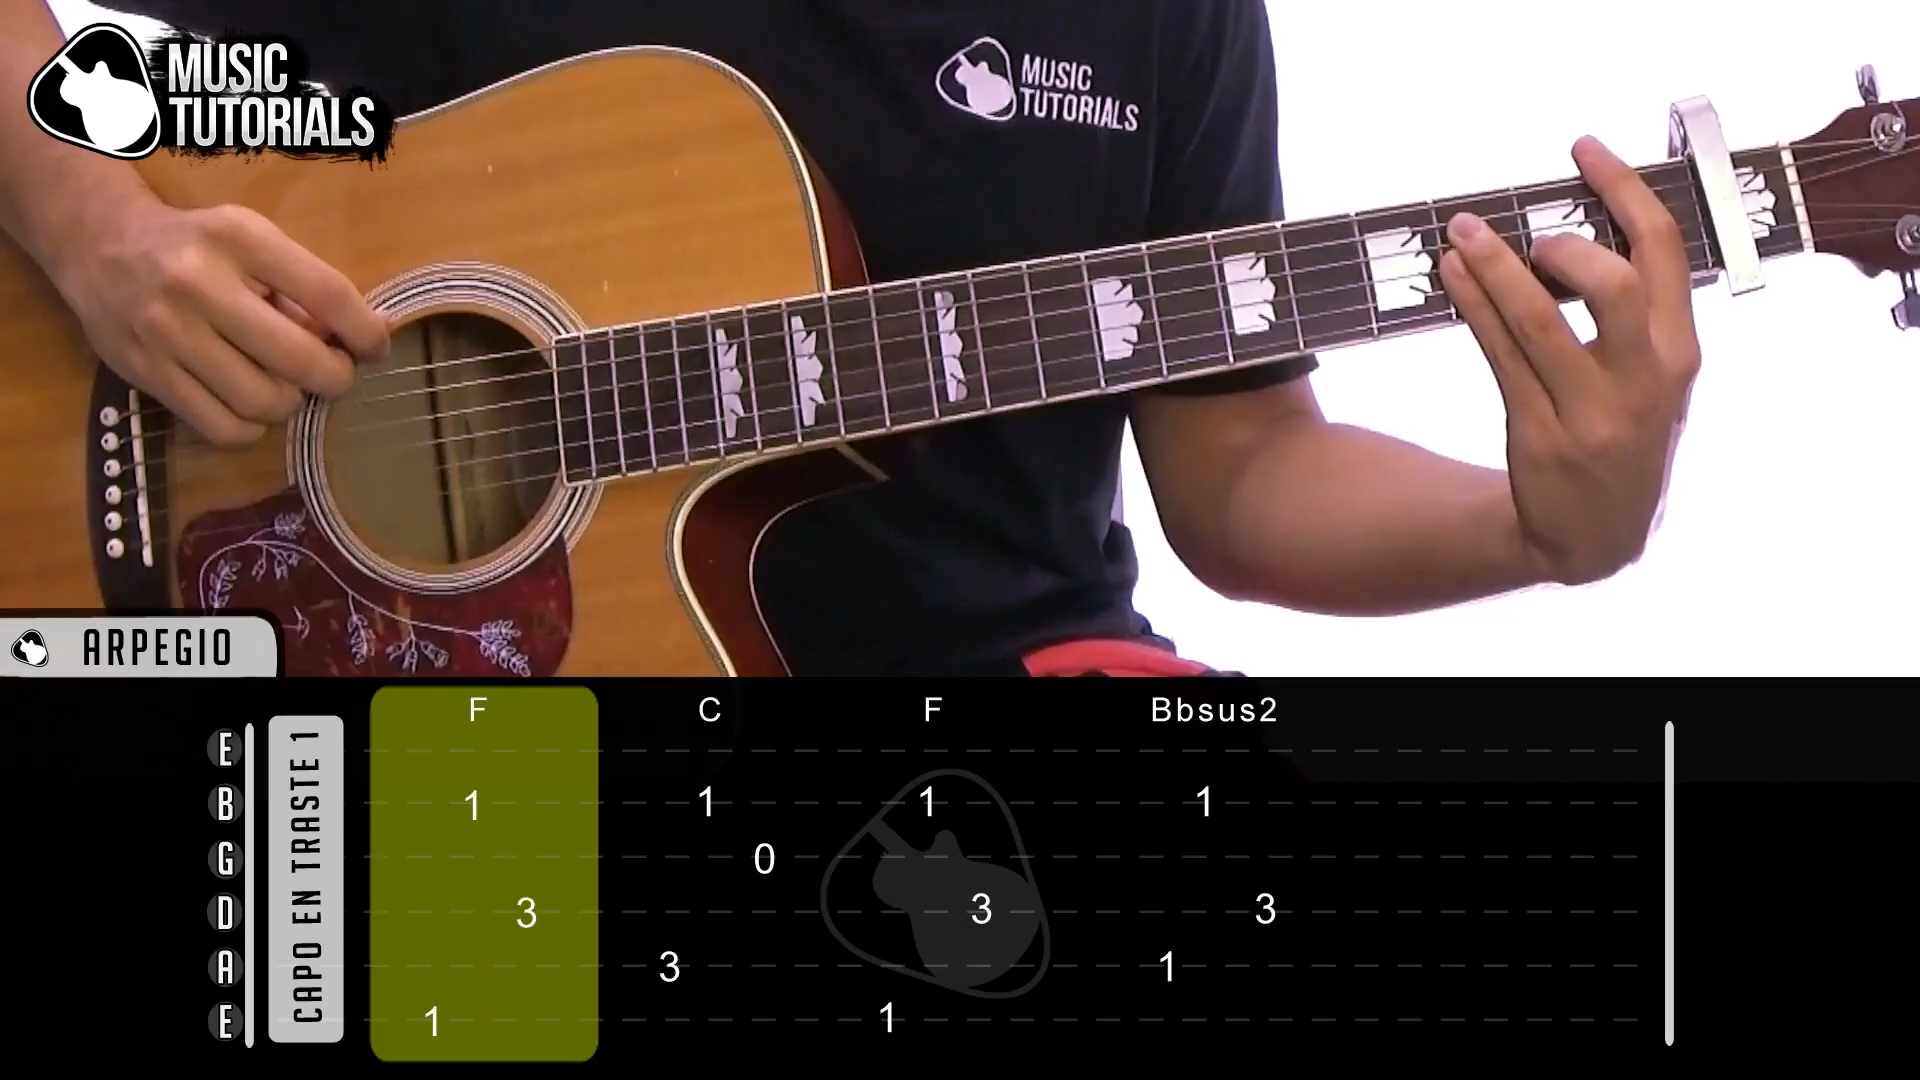 MUSIC
TUTORIALS
MUSIC
TUTORIALS
ARPEGIO
F C F Bbsus2
E
B 1 1 1 1
G 0
D 3 3 3
A 3 1
E 1 1
CAPO EN TRASTE 1